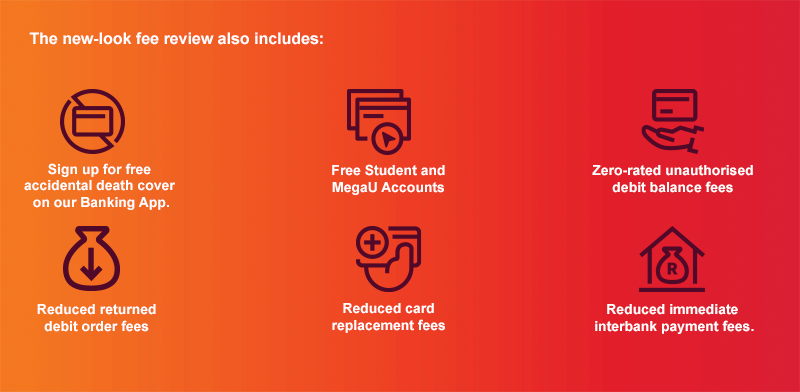 The new-look fee review also includes:
Sign up for free
accidental death cover
on our Banking App.
Free Student and
MegaU Accounts
Zero-rated unauthorised
debit balance fees
Reduced returned
debit order fees
Reduced card
replacement fees
R
Reduced immediate
interbank payment fees.